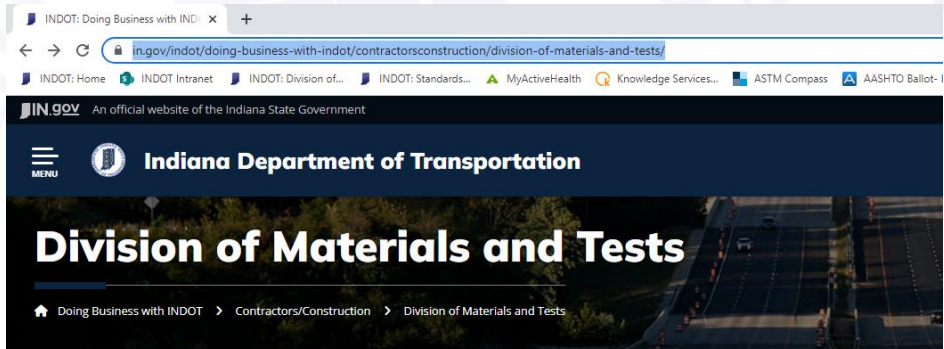 INDOT: Doing Business with IND
in.gov/indot/doing-business-with-indot/contractorsconstruction/division-of-materials-and-tests/
INDOT: Home INDOT Intranet INDOT: Division of... INDOT: Standards... MyActiveHealth Knowledge Services... ASTM Compass AASHTO Ballot-
IN.gov An official website of the Indiana State Government
MENU Indiana Department of Transportation
Division of Materials and Tests
Doing Business with INDOT > Contractors/Construction > Division of Materials and Tests